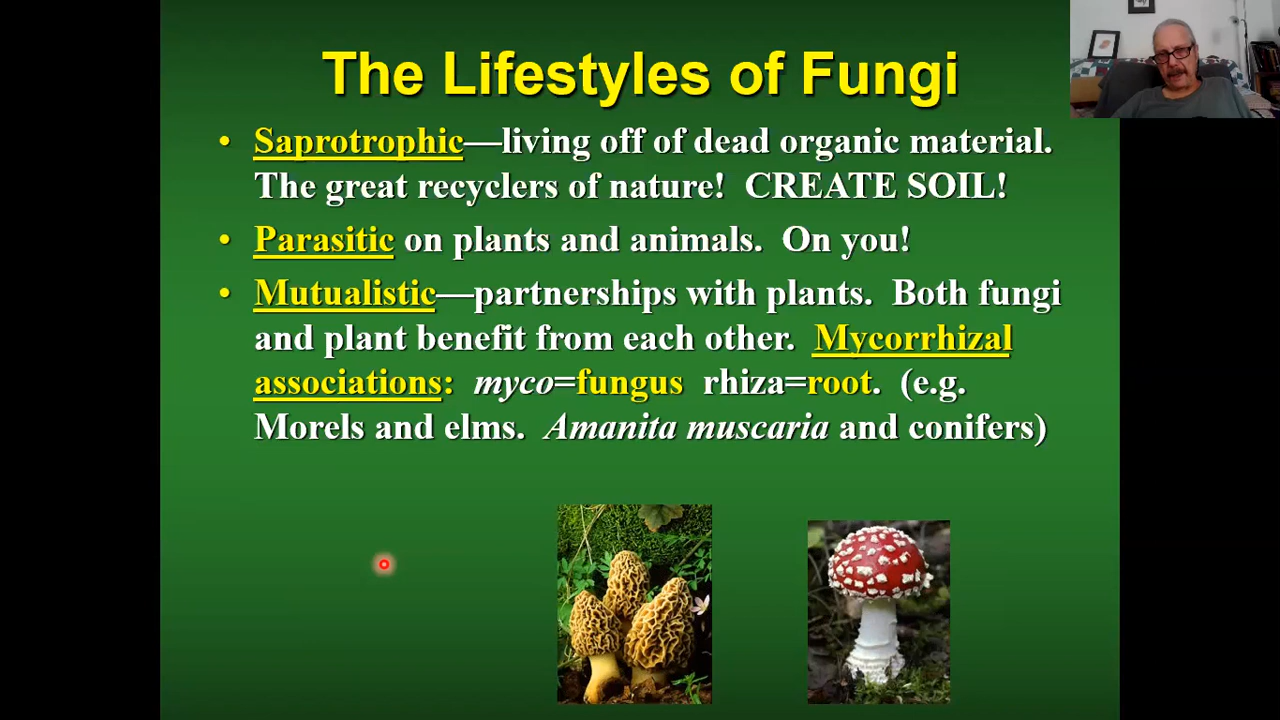 The Lifestyles of Fungi
• Saprotrophic—living off of dead organic material.
The great recyclers of nature! CREATE SOIL!
• Parasitic on plants and animals. On you!
• Mutualistic—partnerships with plants. Both fungi
and plant benefit from each other. Mycorrhizal
associations: myco=fungus rhiza=root. (e.g.
Morels and elms. Amanita muscaria and conifers)